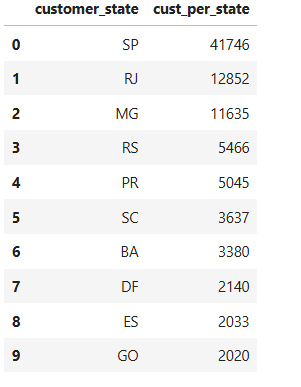 customer_state cust_per_state
0 SP 41746
1 RJ 12852
2 MG 11635
3 RS 5466
4 PR 5045
5 SC 3637
6 BA 3380
7 DF 2140
8 ES 2033
9 GO 2020